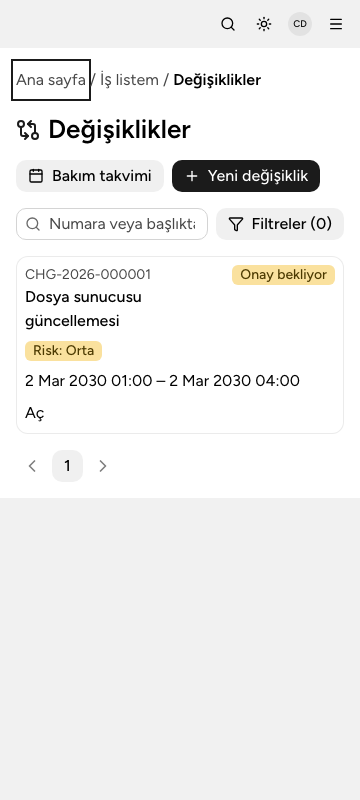 CD
Ana sayfa / İş listem / Değişiklikler
Değişiklikler
Bakım takvimi
Yeni değişiklik
Numara veya başlıkta
Filtreler (0)
CHG-2026-000001
Onay bekliyor
Dosya sunucusu
güncellemesi
Risk: Orta
2 Mar 2030 01:00 – 2 Mar 2030 04:00
Aç
1